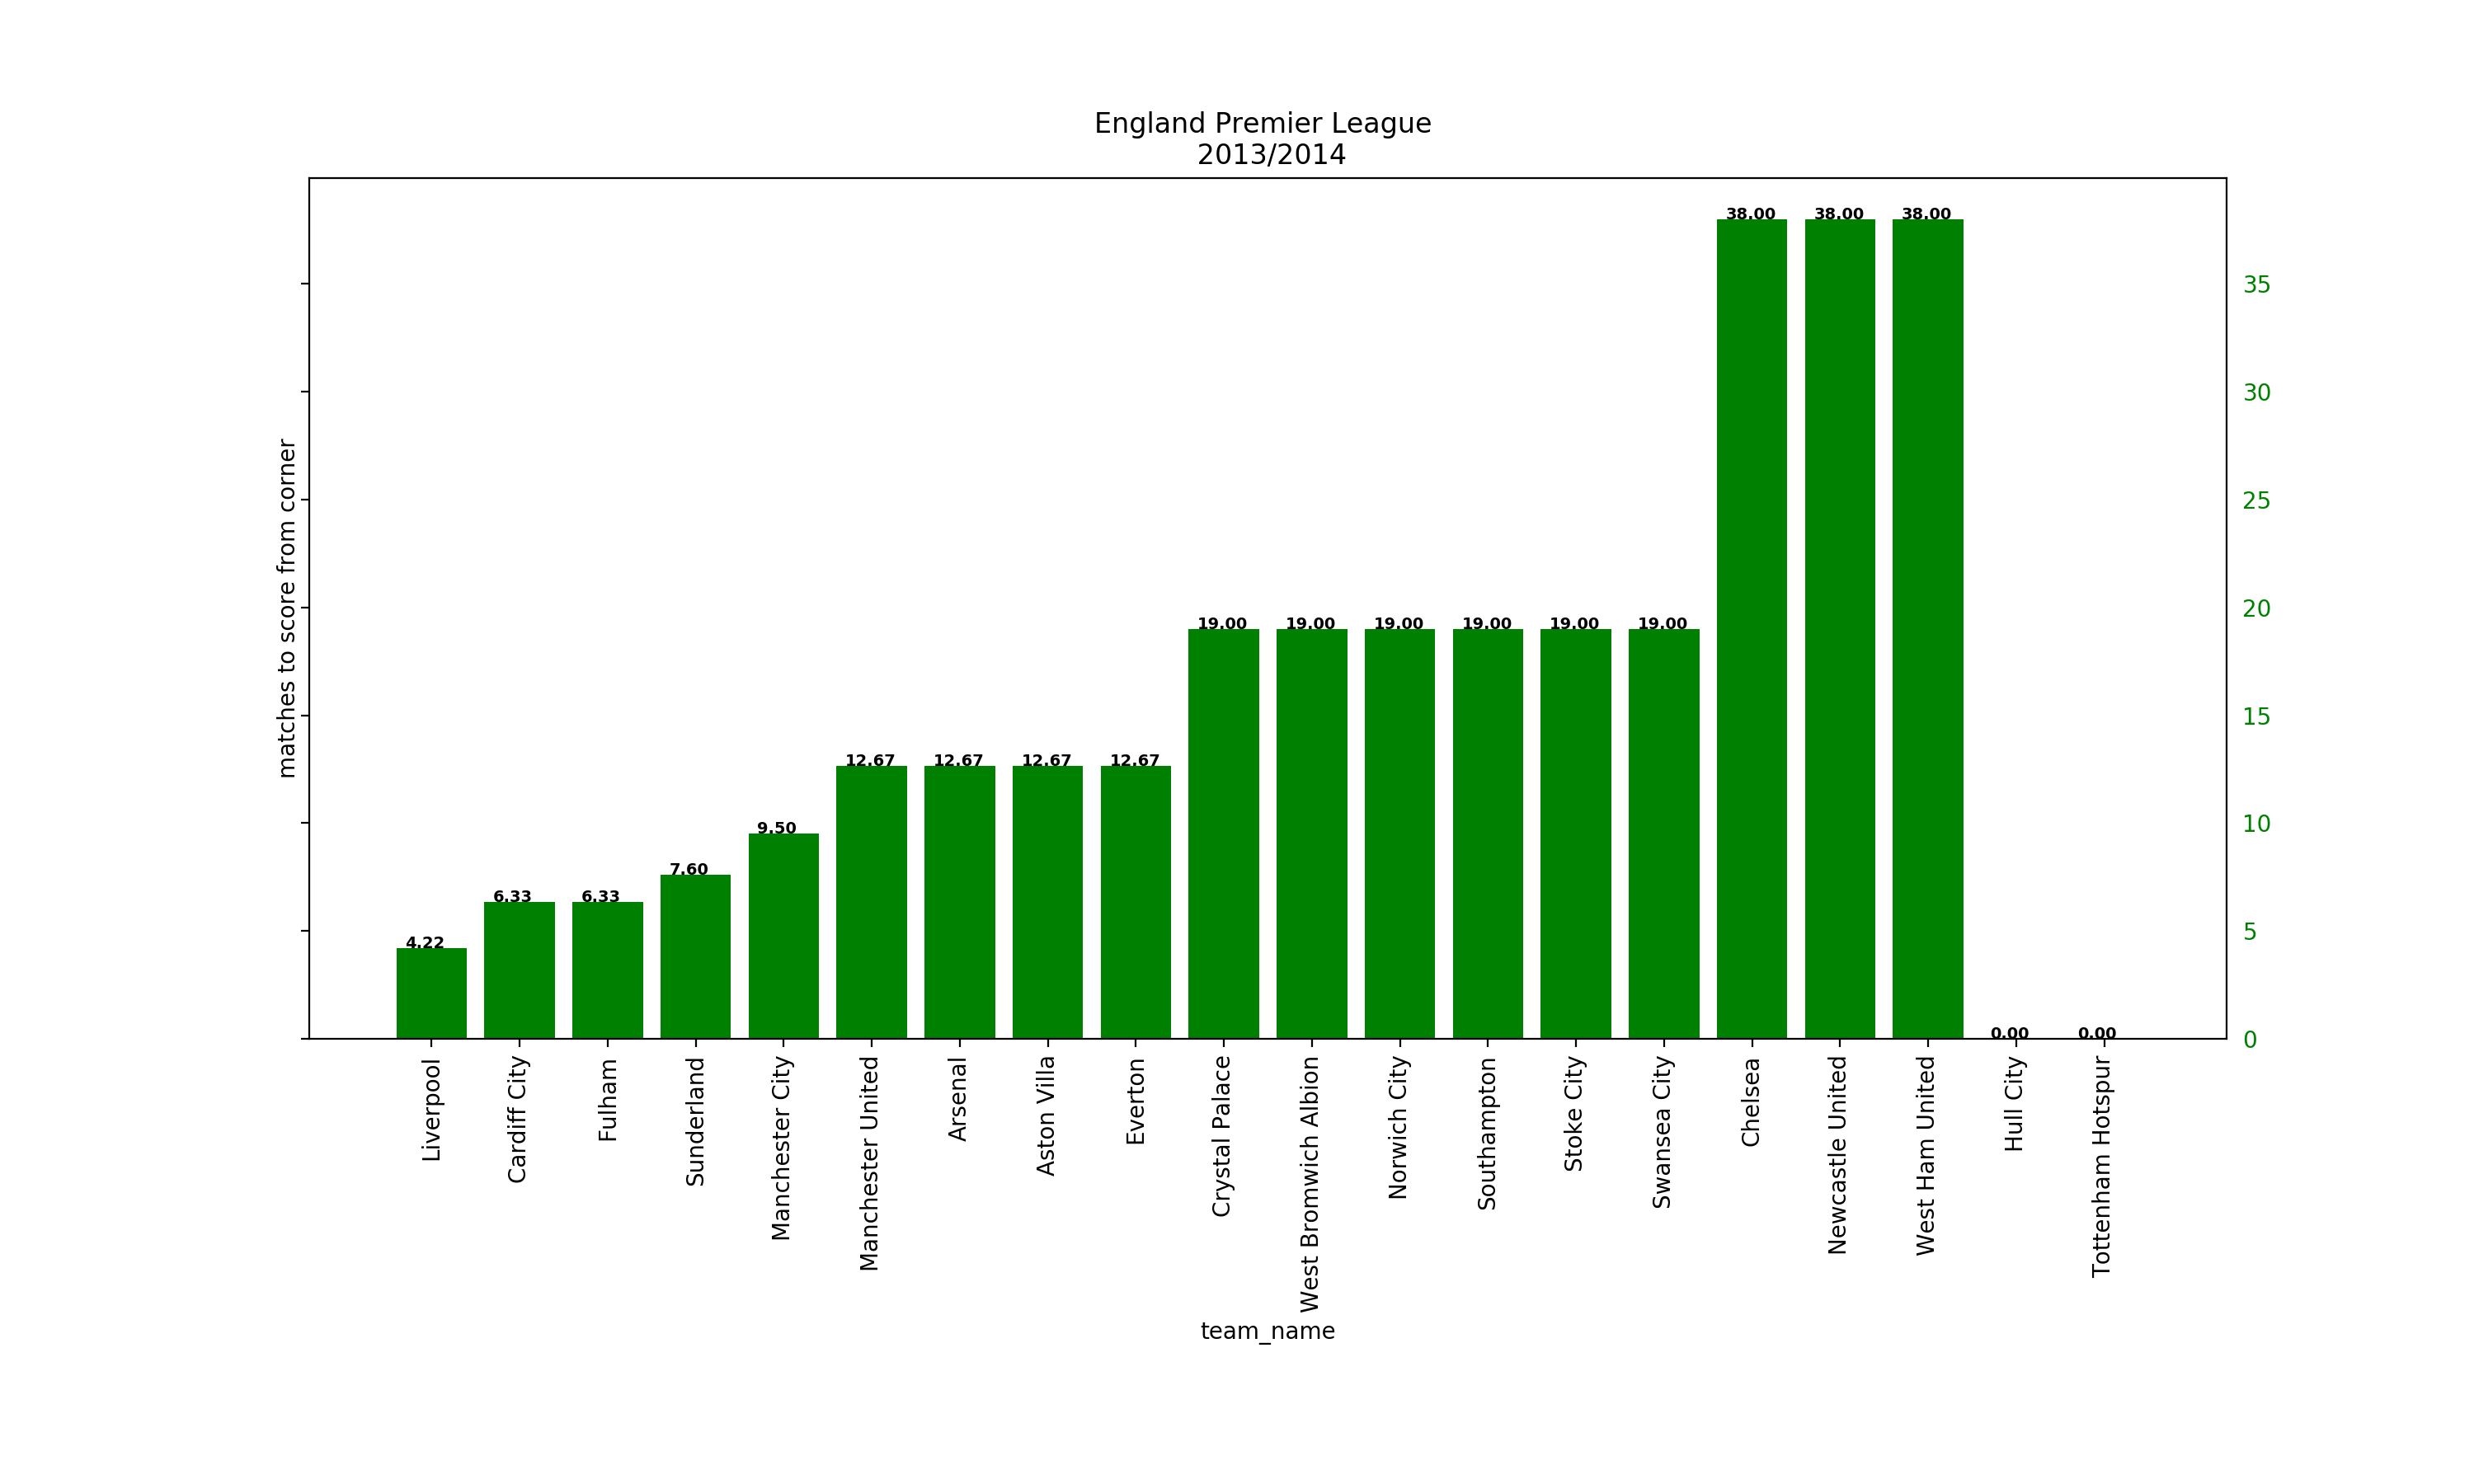 England Premier League
2013/2014
matches to score from corner
38.00 38.00 38.00
35
30
25
20
19.00 19.00 19.00 19.00 19.00 19.00
15
12.67 12.67 12.67 12.67
10
9.50
7.60
6.33 6.33
5
4.22
0.00 0.00
0
Liverpool
Cardiff City
Fulham
Sunderland
Manchester City
Manchester United
Arsenal
Aston Villa
Everton
Crystal Palace
West Bromwich Albion
Norwich City
Southampton
Stoke City
Swansea City
Chelsea
Newcastle United
West Ham United
Hull City
Tottenham Hotspur
team_name